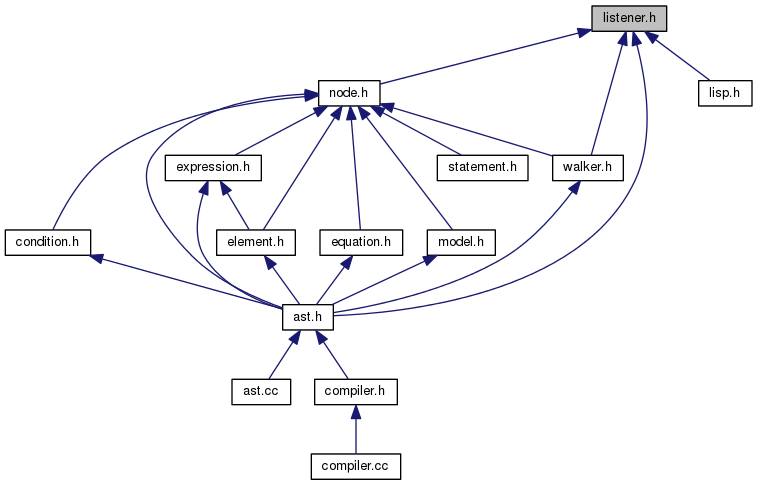 listener.h
node.h
lisp.h
expression.h
statement.h
walker.h
condition.h
element.h
equation.h
model.h
ast.h
ast.cc
compiler.h
compiler.cc